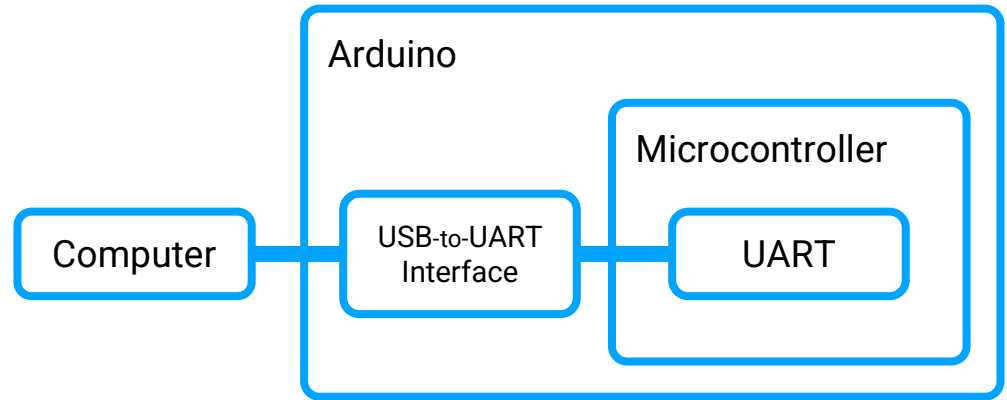 Arduino
Microcontroller
Computer
USB-to-UART
Interface
UART